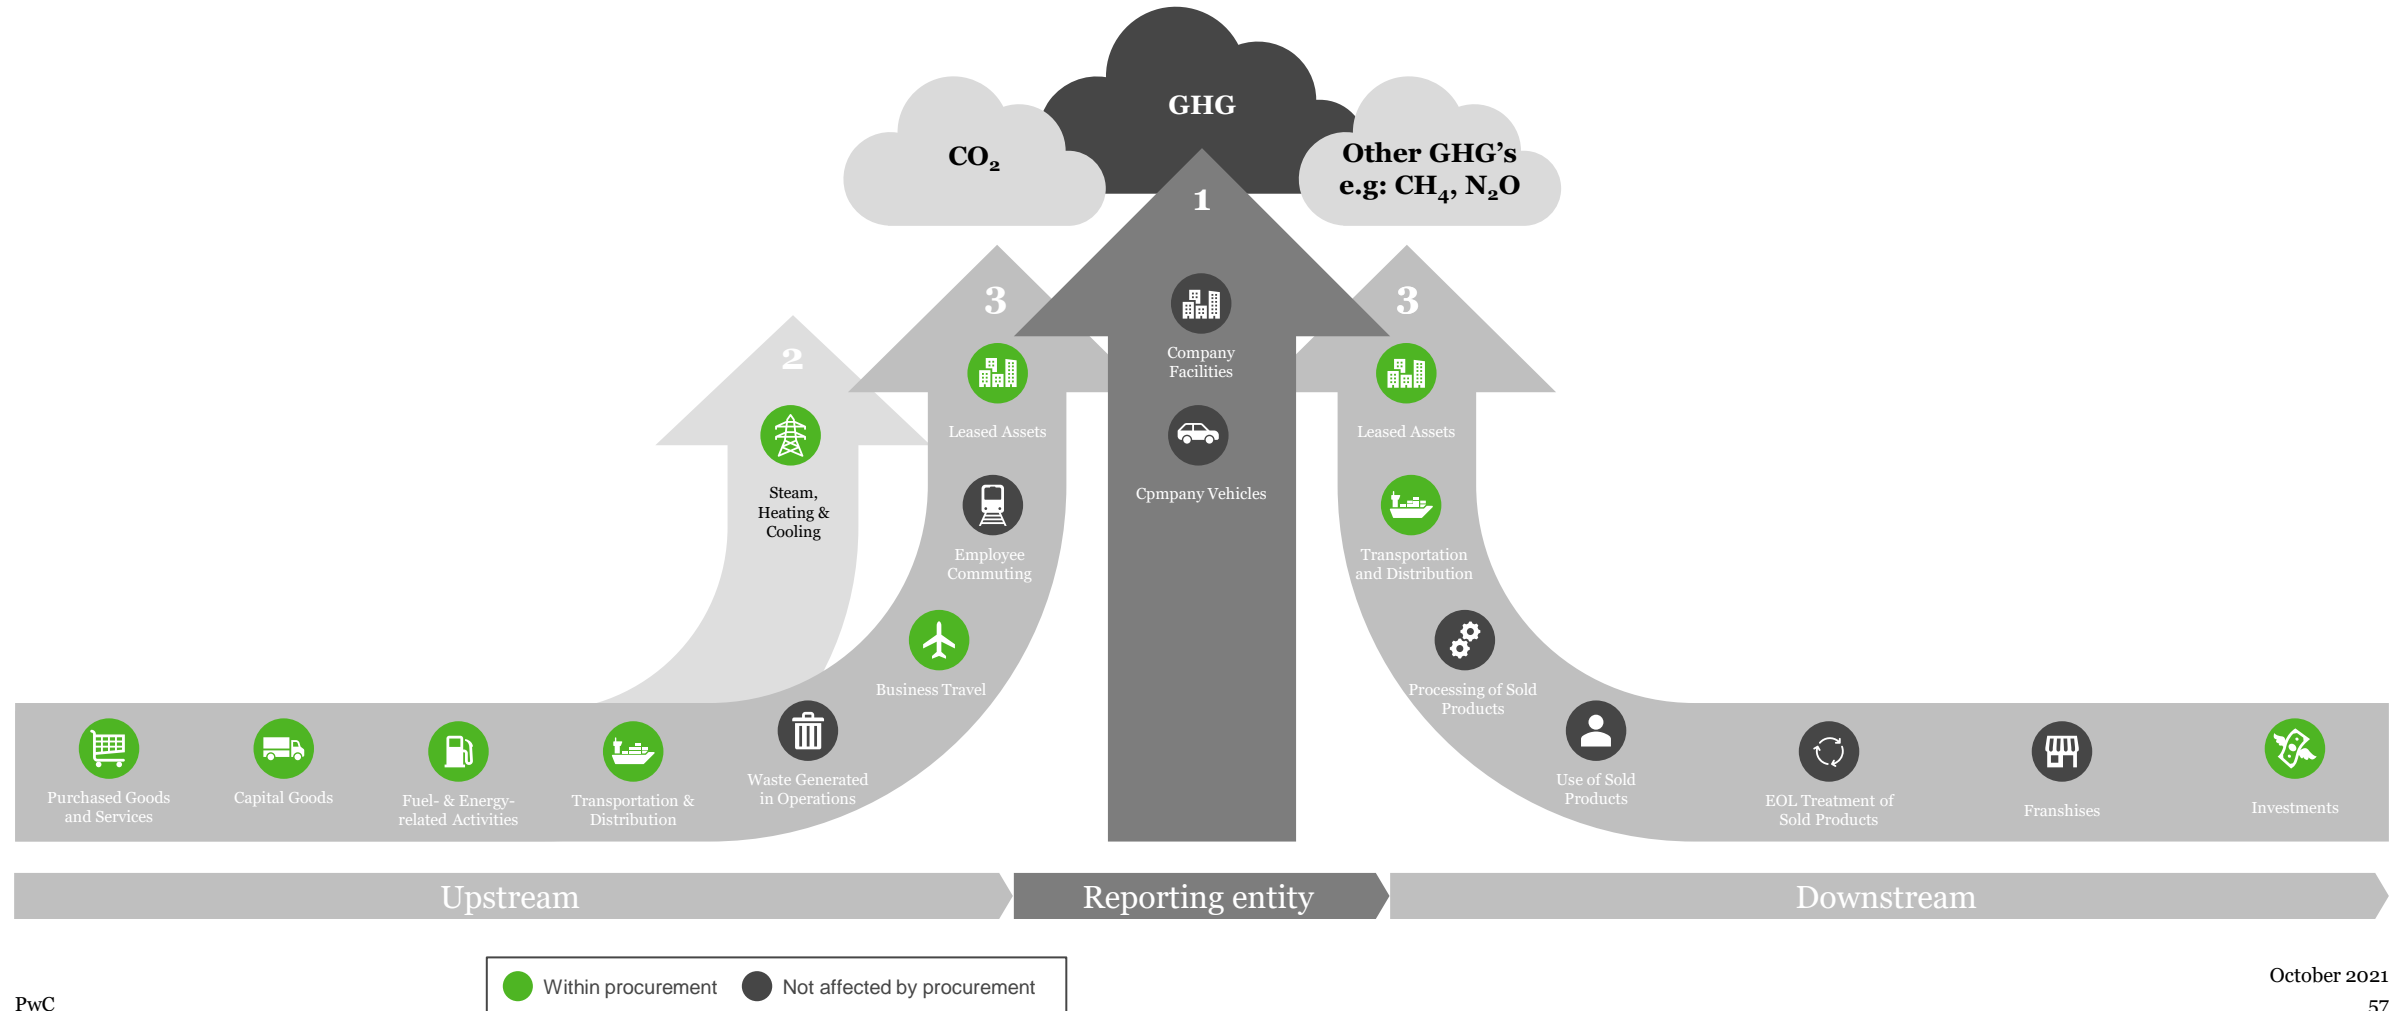 GHG
CO₂
Other GHG's
e.g: CH₄, N₂O
1
3
3
2
Company
Facilities
Leased Assets
Leased Assets
Steam,
Heating &
Cooling
Cpmpany Vehicles
Employee
Commuting
Transportation
and Distribution
Business Travel
Processing of Sold
Products
Purchased Goods
and Services
Capital Goods
Fuel- & Energy-
related Activities
Transportation &
Distribution
Waste Generated
in Operations
Use of Sold
Products
EOL Treatment of
Sold Products
Franshises
Investments
Upstream
Reporting entity
Downstream
Within procurement
Not affected by procurement
October 2021
PwC
57